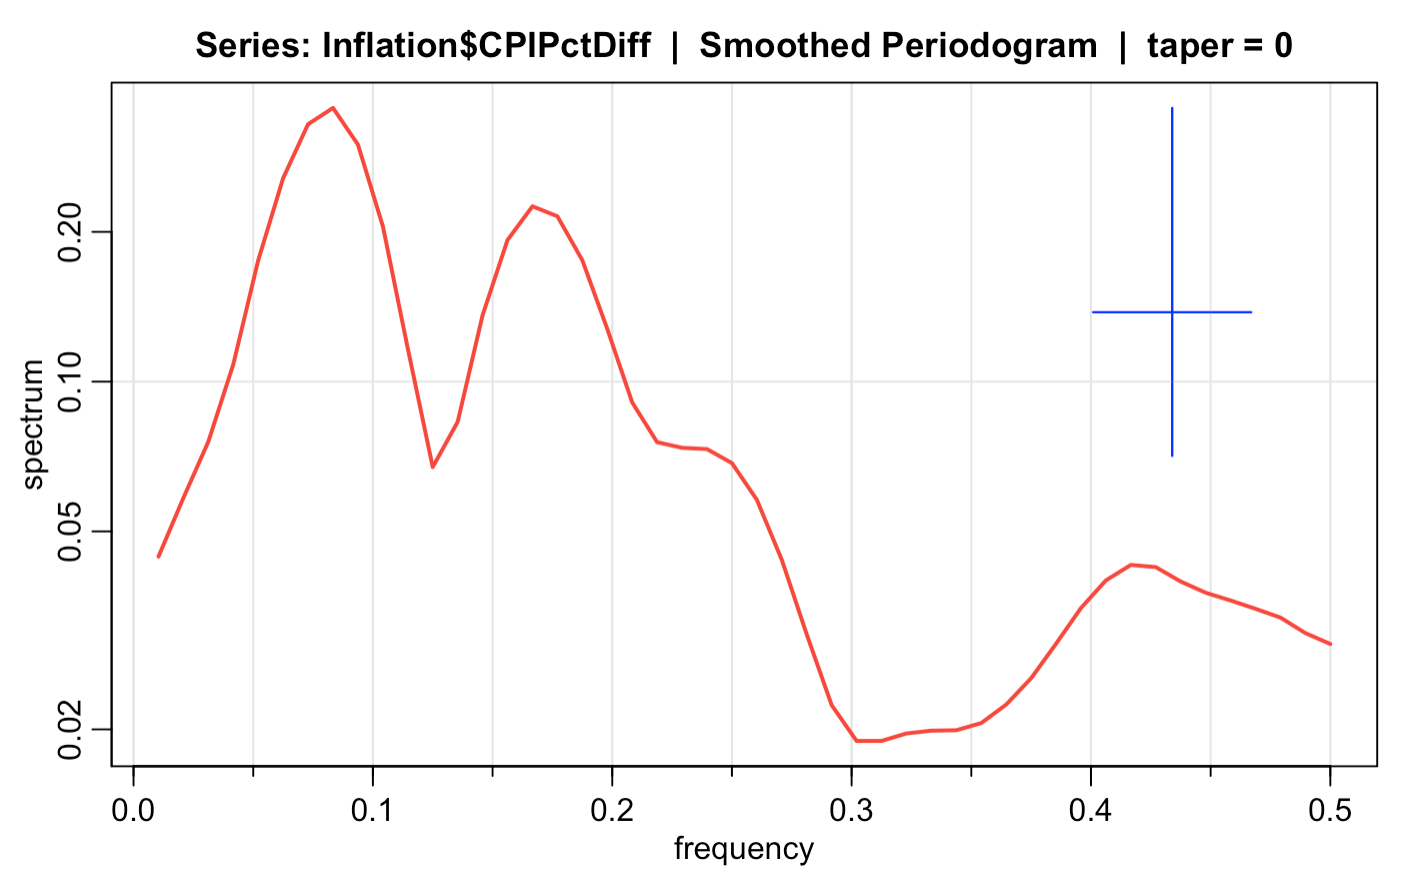 Series: Inflation$CPIPctDiff | Smoothed Periodogram | taper = 0
spectrum
0.20
0.10
0.05
0.02
0.0 0.1 0.2 0.3 0.4 0.5
frequency